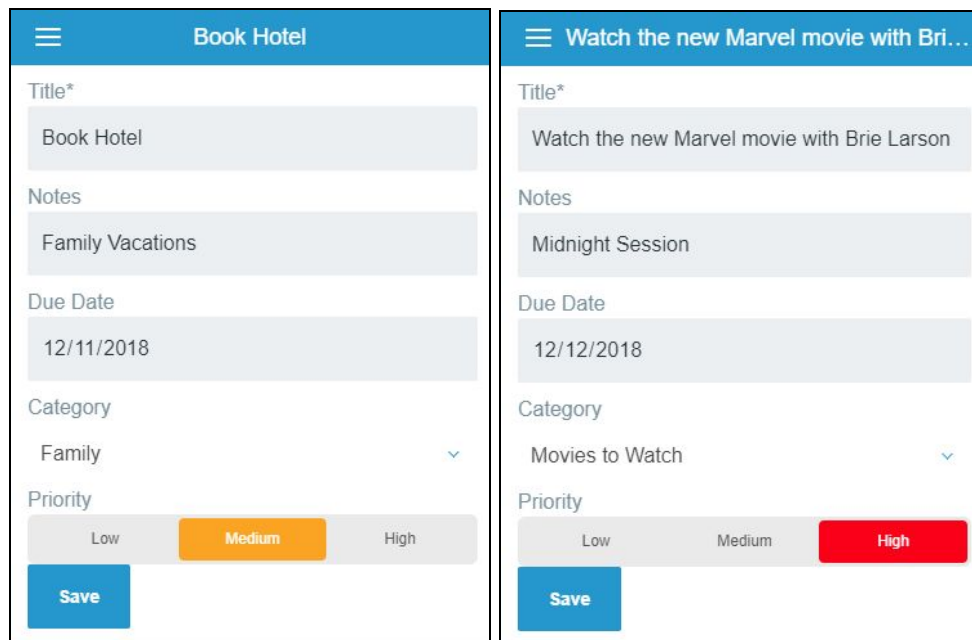 Book Hotel
Title*
Book Hotel
Notes
Family Vacations
Due Date
12/11/2018
Category
Family
Priority
Low Medium High
Save
Watch the new Marvel movie with Bri...
Title*
Watch the new Marvel movie with Brie Larson
Notes
Midnight Session
Due Date
12/12/2018
Category
Movies to Watch
Priority
Low Medium High
Save